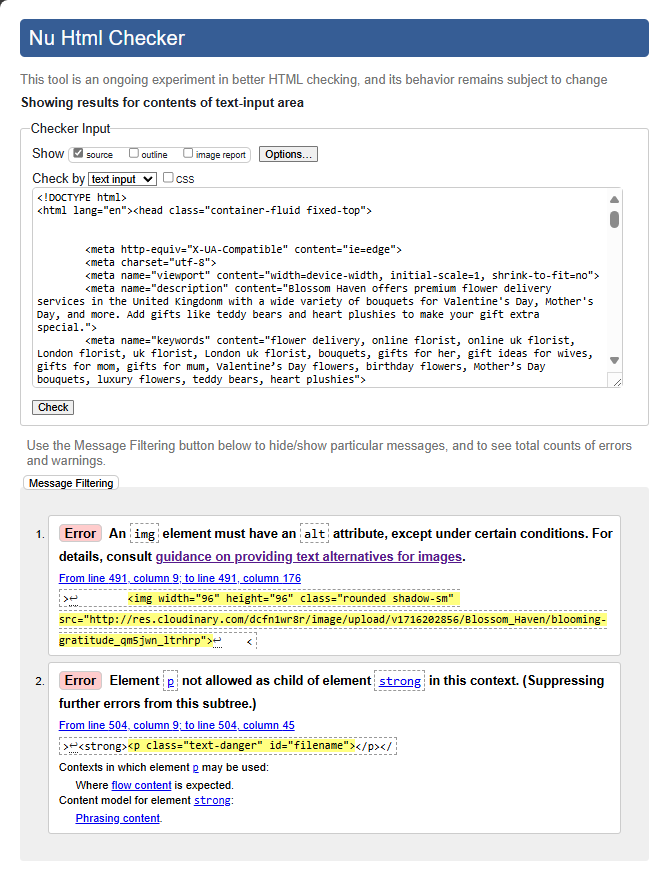 Nu Html Checker
This tool is an ongoing experiment in better HTML checking, and its behavior remains subject to change
Showing results for contents of text-input area
Checker Input
Show source outline image report Options...
Check by text input css
<!DOCTYPE html>
<html lang="en"><head class="container-fluid fixed-top">
<meta http-equiv="X-UA-Compatible" content="ie=edge">
<meta charset="utf-8">
<meta name="viewport" content="width=device-width, initial-scale=1, shrink-to-fit=no">
<meta name="description" content="Blossom Haven offers premium flower delivery
services in the United Kingdonm with a wide variety of bouquets for Valentine's Day, Mother's
Day, and more. Add gifts like teddy bears and heart plushies to make your gift extra
special.">
<meta name="keywords" content="flower delivery, online florist, online uk florist,
London florist, uk florist, London uk florist, bouquets, gifts for her, gift ideas for wives,
gifts for mom, gifts for mum, Valentine’s Day flowers, birthday flowers, Mother’s Day
bouquets, luxury flowers, teddy bears, heart plushies">
Check
Use the Message Filtering button below to hide/show particular messages, and to see total counts of errors
and warnings.
Message Filtering
1. Error An img element must have an alt attribute, except under certain conditions. For
details, consult guidance on providing text alternatives for images.
From line 491, column 9; to line 491, column 176
>↩ <img width="96" height="96" class="rounded shadow-sm"
src="http://res.cloudinary.com/dcfn1wr8r/image/upload/v1716202856/Blossom_Haven/blooming-
gratitude_qm5jwn_ltrhrp">↩ <
2. Error Element p not allowed as child of element strong in this context. (Suppressing
further errors from this subtree.)
From line 504, column 9; to line 504, column 45
>↩<strong><p class="text-danger" id="filename"></p></
Contexts in which element p may be used:
Where flow content is expected.
Content model for element strong:
Phrasing content.